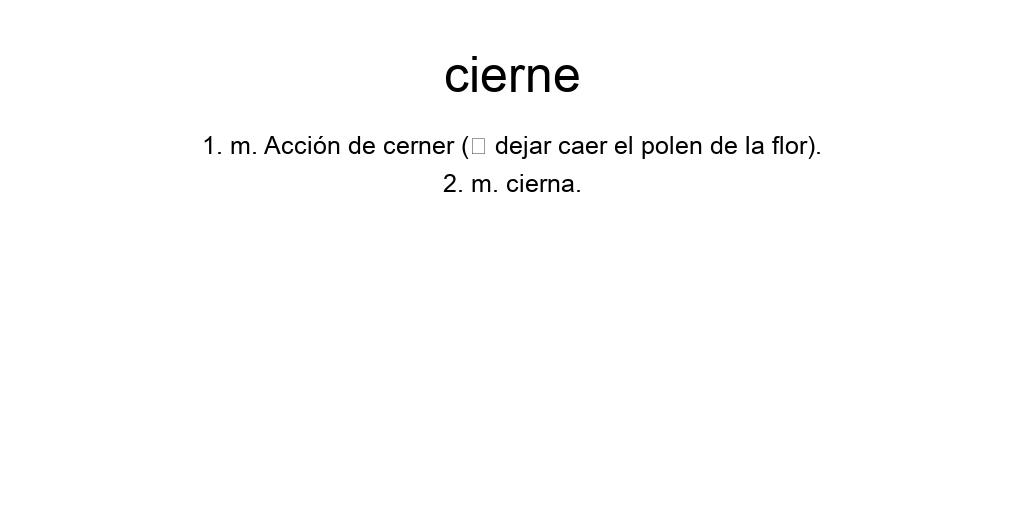 cierne
1. m. Acción de cerner (□ dejar caer el polen de la flor).
2. m. cierna.